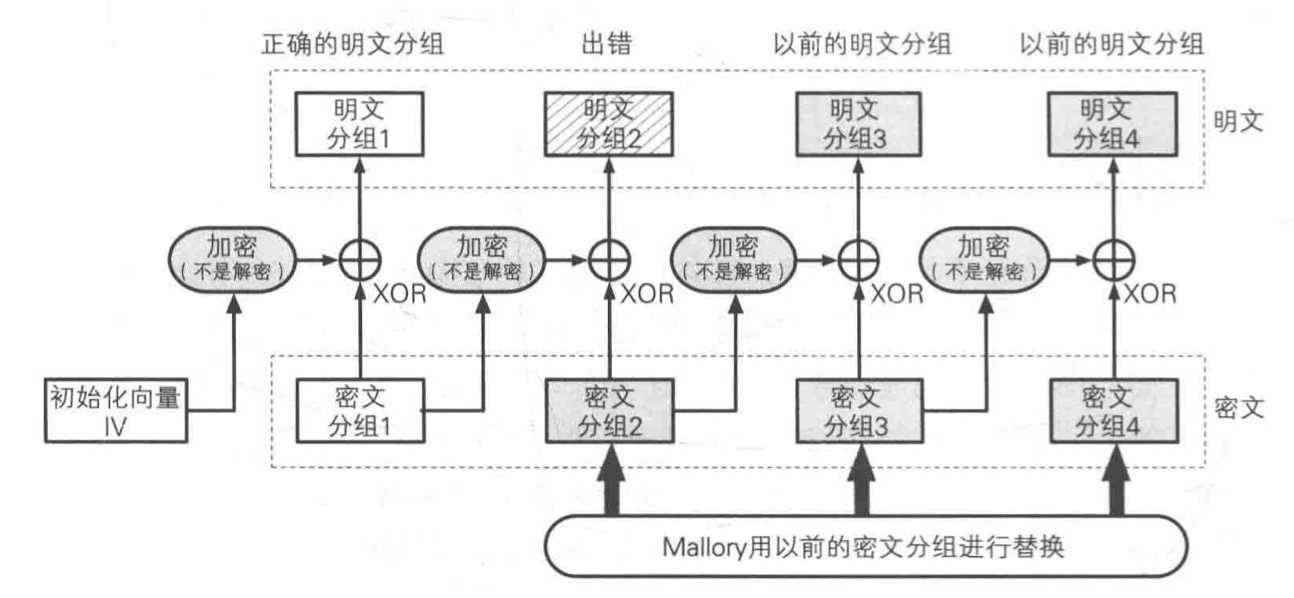 正确的明文分组
出错
以前的明文分组
以前的明文分组
明文
分组1
明文
分组2
明文
分组3
明文
分组4
明文
加密
(不是解密)
加密
(不是解密)
加密
(不是解密)
加密
(不是解密)
XOR
XOR
XOR
XOR
初始化向量
IV
密文
分组1
密文
分组2
密文
分组3
密文
分组4
密文
Mallory用以前的密文分组进行替换